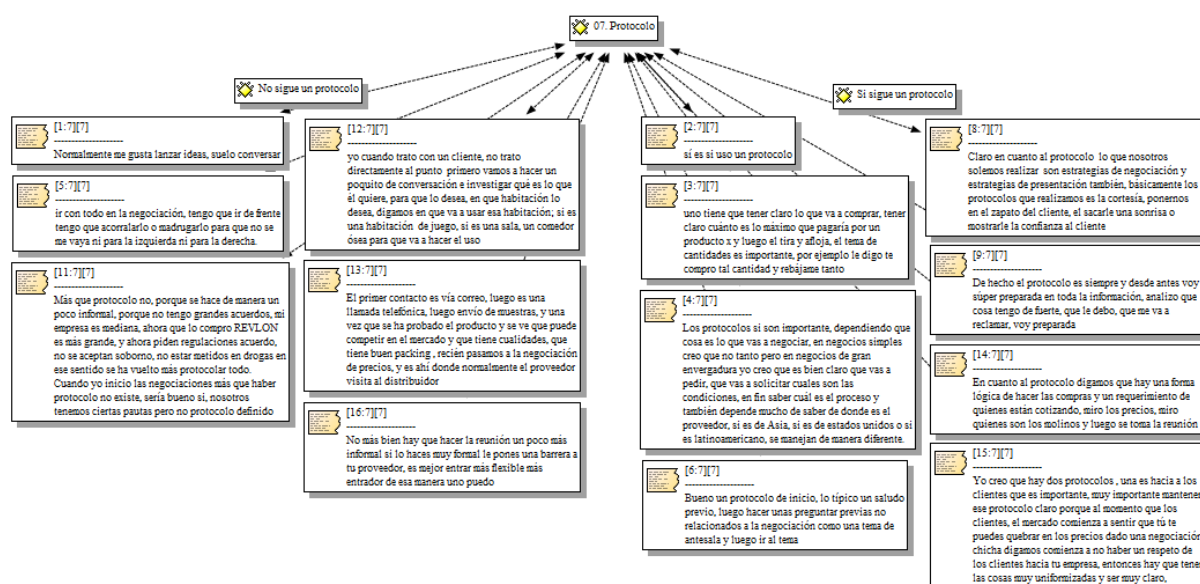 07. Protocolo
No sigue un protocolo
Si sigue un protocolo
[1:7][7]
--------------------
Normalmente me gusta lanzar ideas, suelo conversar
[5:7][7]
--------------------
ir con todo en la negociación, tengo que ir de frente
tengo que acorralarlo o madrugarlo para que no se
me vaya ni para la izquierda ni para la derecha.
[11:7][7]
--------------------
Más que protocolo no, porque se hace de manera un
poco informal, porque no tengo grandes acuerdos, mi
empresa es mediana, ahora que lo compro REVLON
es más grande, y ahora piden regulaciones acuerdo,
no se aceptan soborno, no estar metidos en drogas en
ese sentido se ha vuelto más protocolar todo.
Cuando yo inicio las negociaciones más que haber
protocolo no existe, sería bueno si, nosotros
tenemos ciertas pautas pero no protocolo definido
[12:7][7]
--------------------
yo cuando trato con un cliente, no trato
directamente al punto primero vamos a hacer un
poquito de conversación e investigar qué es lo que
él quiere, para que lo desea, en que habitación lo
desea, digamos en que va a usar esa habitación; si es
una habitación de juego, si es una sala, un comedor
ósea para que va a hacer el uso
[13:7][7]
--------------------
El primer contacto es vía correo, luego es una
llamada telefónica, luego envío de muestras, y una
vez que se ha probado el producto y se ve que puede
competir en el mercado y que tiene cualidades, que
tiene buen packing , recién pasamos a la negociación
de precios, y es ahí donde normalmente el proveedor
visita al distribuidor
[16:7][7]
--------------------
No más bien hay que hacer la reunión un poco más
informal si lo haces muy formal le pones una barrera a
tu proveedor, es mejor entrar más flexible más
entrador de esa manera uno puedo
[2:7][7]
--------------------
sí es si uso un protocolo
[3:7][7]
--------------------
uno tiene que tener claro lo que va a comprar, tener
claro cuánto es lo máximo que pagaría por un
producto x y luego el tira y afloja, el tema de
cantidades es importante, por ejemplo le digo te
compro tal cantidad y rebájame tanto
[4:7][7]
--------------------
Los protocolos si son importante, dependiendo que
cosa es lo que vas a negociar, en negocios simples
creo que no tanto pero en negocios de gran
envergadura yo creo que es bien claro que vas a
pedir, que vas a solicitar cuales son las
condiciones, en fin saber cuál es el proceso y
también depende mucho de saber de donde es el
proveedor, si es de Asia, si es de estados unidos o si
es latinoamericano, se manejan de manera diferente.
[6:7][7]
--------------------
Bueno un protocolo de inicio, lo típico un saludo
previo, luego hacer unas preguntar previas no
relacionados a la negociación como una tema de
antesala y luego ir al tema
[8:7][7]
--------------------
Claro en cuanto al protocolo lo que nosotros
solemos realizar son estrategias de negociación y
estrategias de presentación también, básicamente los
protocolos que realizamos es la cortesía, ponernos
en el zapato del cliente, el sacarle una sonrisa o
mostrarle la confianza al cliente
[9:7][7]
--------------------
De hecho el protocolo es siempre y desde antes voy
súper preparada en toda la información, analizo que
cosa tengo de fuerte, que le debo, que me va a
reclamar, voy preparada
[14:7][7]
--------------------
En cuanto al protocolo digamos que hay una forma
lógica de hacer las compras y un requerimiento de
quienes están cotizando, miro los precios, miro
quienes son los molinos y luego se toma la reunión
[15:7][7]
--------------------
Yo creo que hay dos protocolos , una es hacia a los
clientes que es importante, muy importante mantener
ese protocolo claro porque al momento que los
clientes, el mercado comienza a sentir que tú te
puedes quebrar en los precios dado una negociación
chicha digamos comienza a no haber un respeto de
los clientes hacia tu empresa, entonces hay que tene
las cosas muy uniformizadas y ser muy claro,